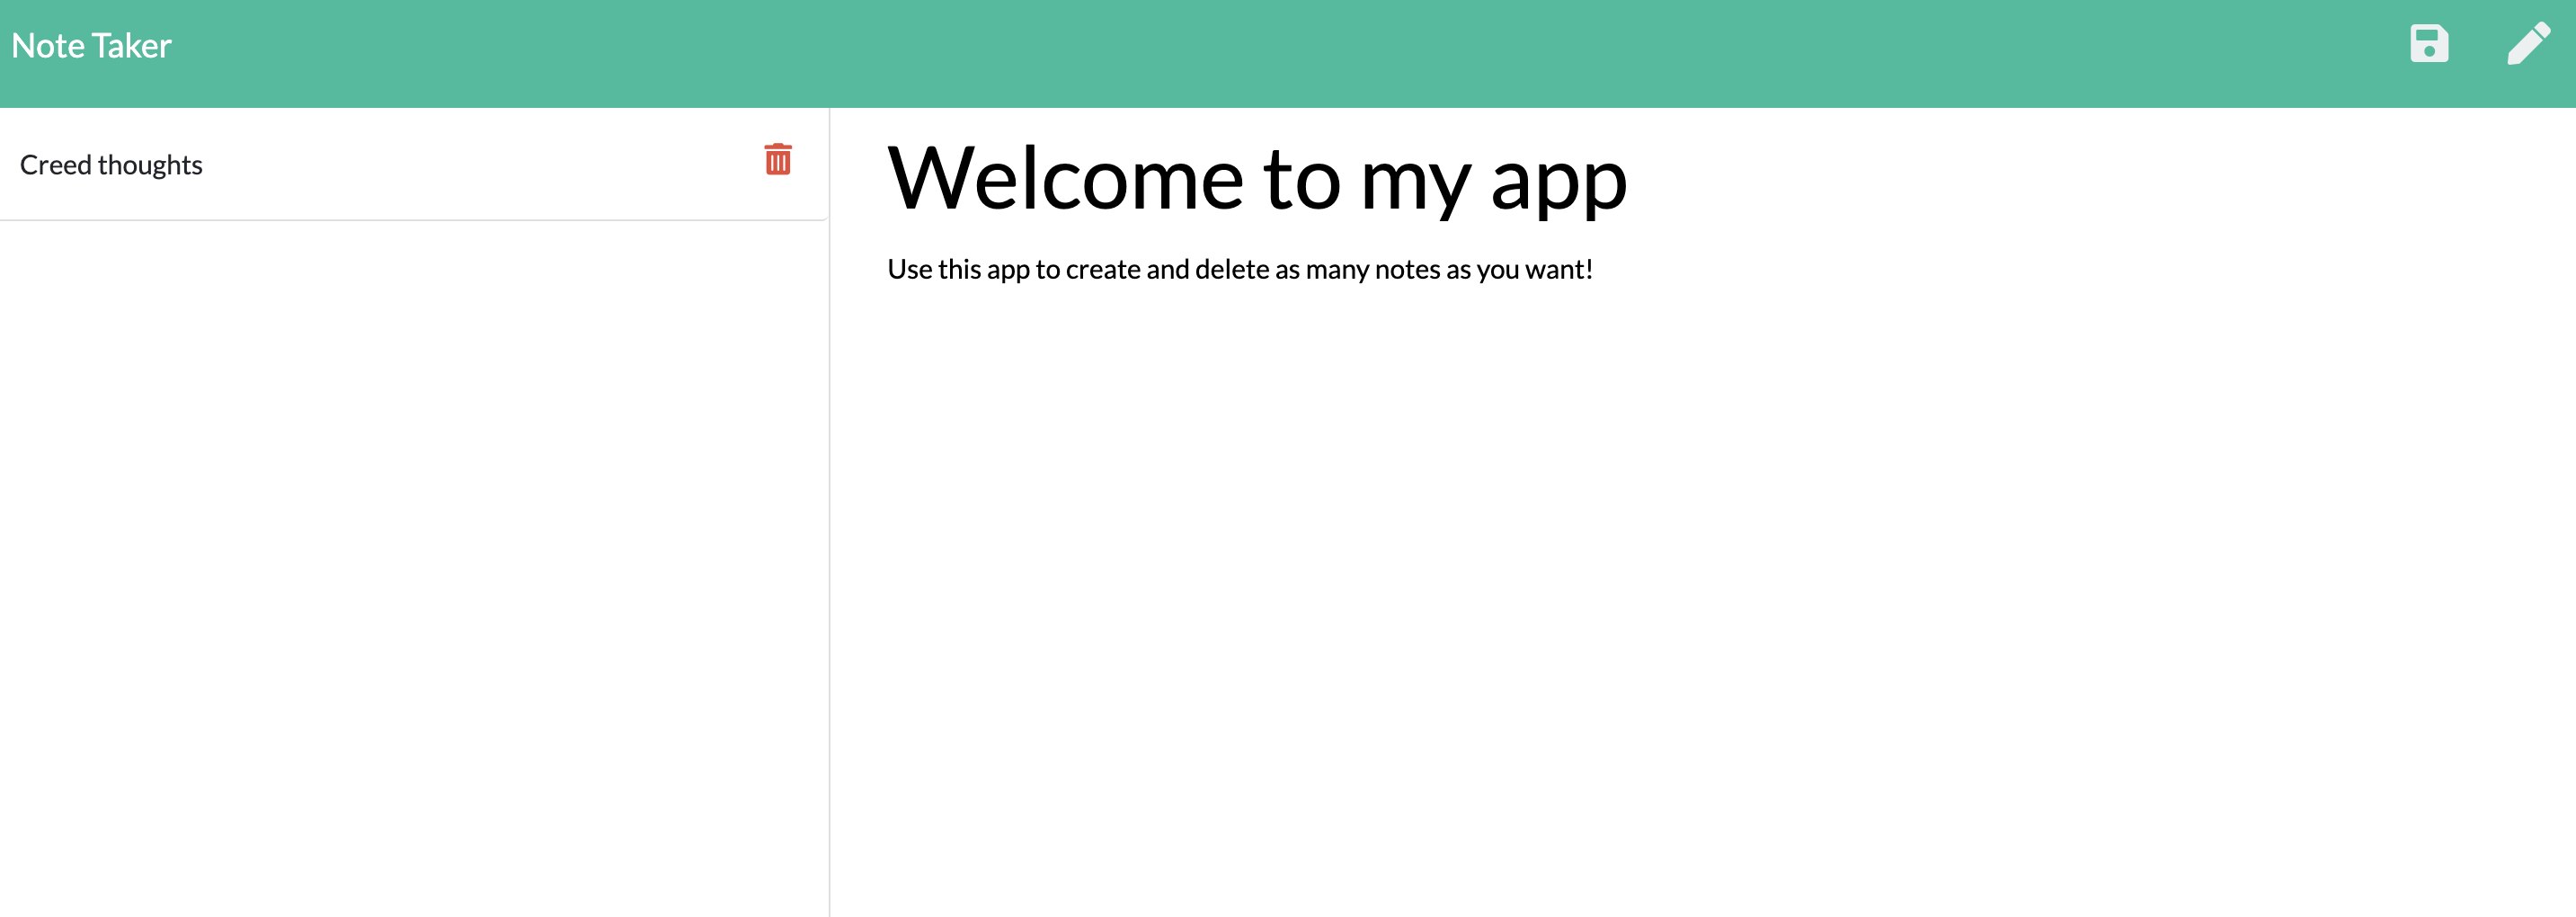 Note Taker
Creed thoughts
Welcome to my app
Use this app to create and delete as many notes as you want!